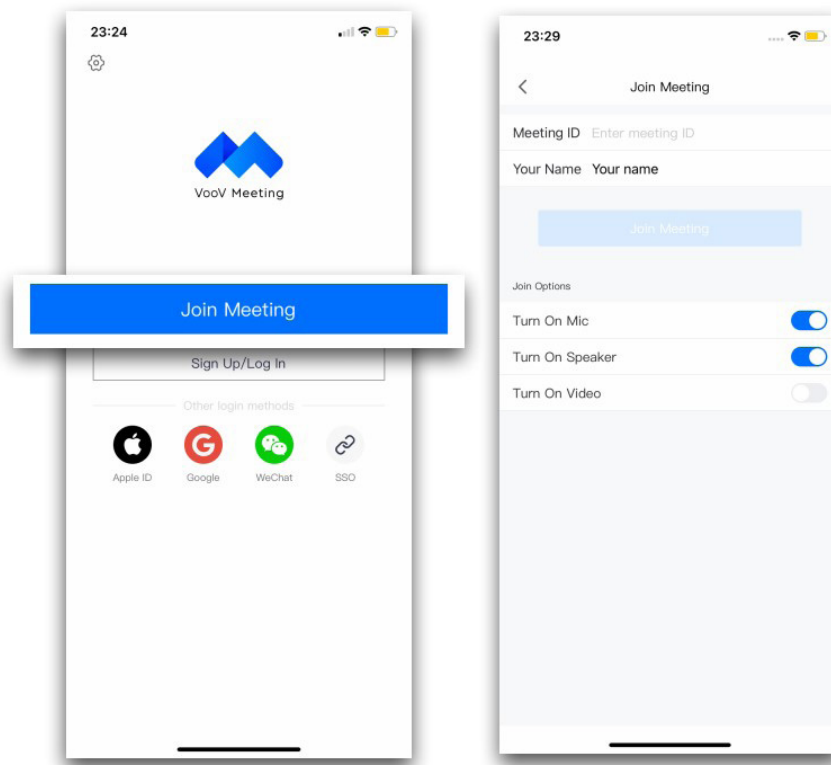 23:24
VooV Meeting
Join Meeting
Sign Up/Log In
Other login methods
Apple ID Google WeChat SSO
23:29
Join Meeting
Meeting ID Enter meeting ID
Your Name Your name
Join Meeting
Join Options
Turn On Mic
Turn On Speaker
Turn On Video